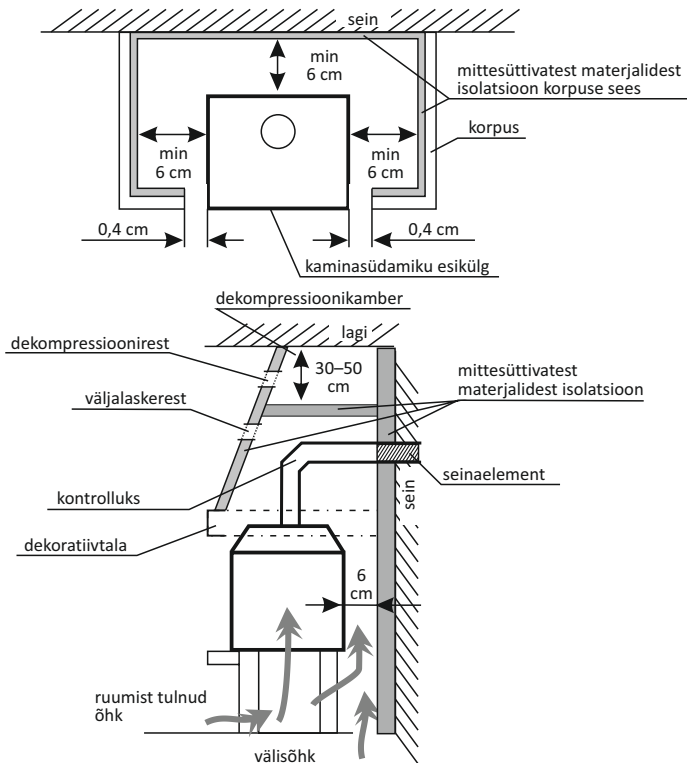 sein
min
6 cm
mittesüttivatest materjalidest
isolatsioon korpuse sees
korpus
min
6 cm
min
6 cm
0,4 cm
0,4 cm
kaminasüdamiku esikülg
dekompressioonikamber
lagi
dekompressioonirest
30–50
cm
mittesüttivatest
materjalidest isolatsioon
väljalaskerest
seinaelement
kontrolluks
sein
dekoratiivtala
6
cm
ruumist tulnud
õhk
välisõhk